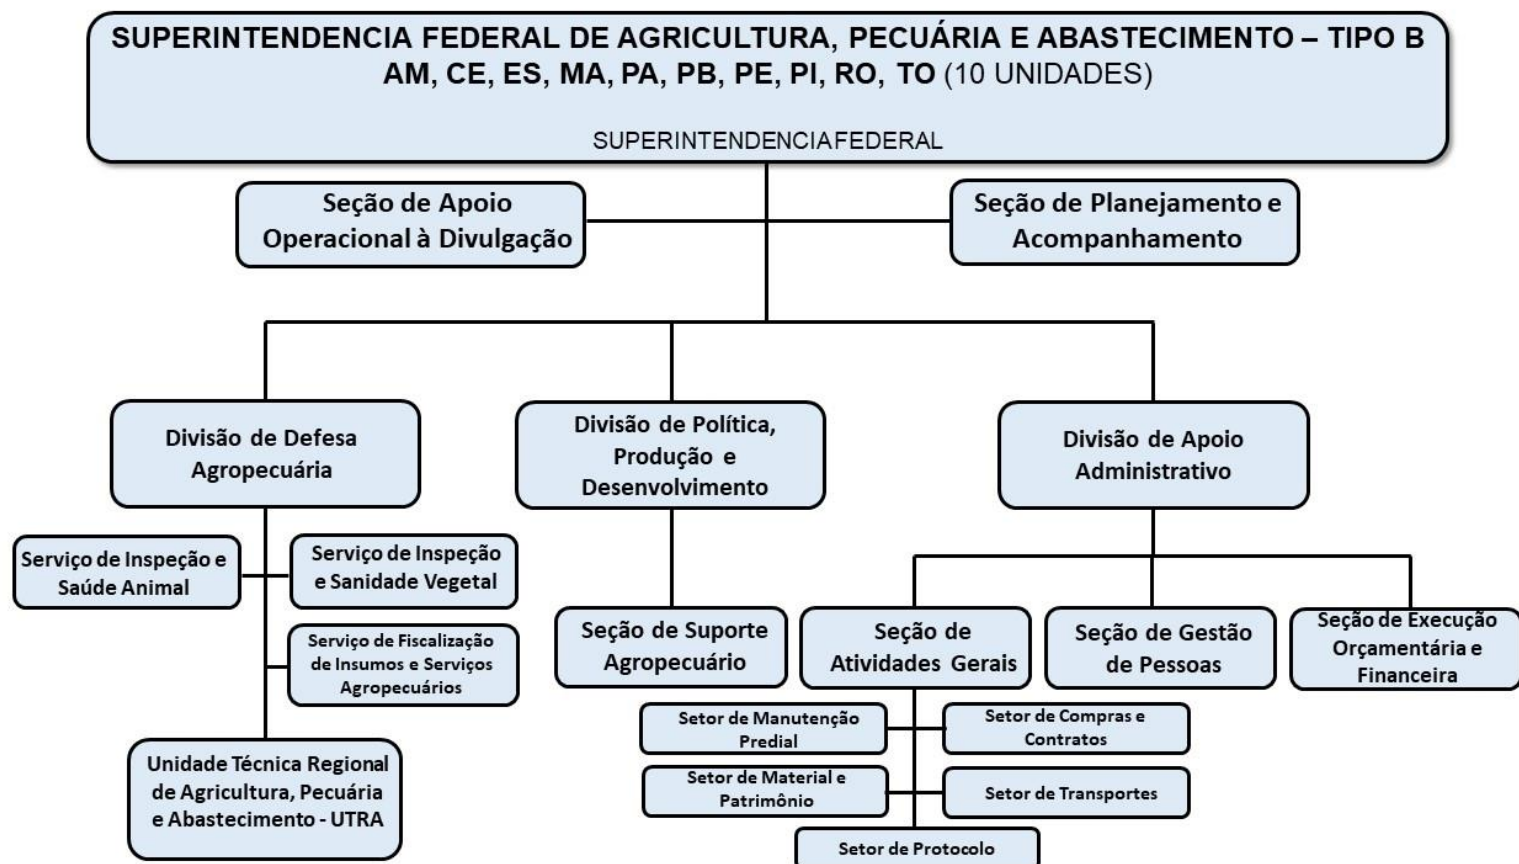 SUPERINTENDENCIA FEDERAL DE AGRICULTURA, PECUÁRIA E ABASTECIMENTO – TIPO B
AM, CE, ES, MA, PA, PB, PE, PI, RO, TO (10 UNIDADES)
SUPERINTENDENCIA FEDERAL
Seção de Apoio
Operacional à Divulgação
Seção de Planejamento e
Acompanhamento
Divisão de Defesa
Agropecuária
Divisão de Política,
Produção e
Desenvolvimento
Divisão de Apoio
Administrativo
Serviço de Inspeção e
Saúde Animal
Serviço de Inspeção
e Sanidade Vegetal
Serviço de Fiscalização
de Insumos e Serviços
Agropecuários
Unidade Técnica Regional
de Agricultura, Pecuária
e Abastecimento - UTRA
Seção de Suporte
Agropecuário
Seção de
Atividades Gerais
Seção de Gestão
de Pessoas
Seção de Execução
Orçamentária e
Financeira
Setor de Manutenção
Predial
Setor de Compras e
Contratos
Setor de Material e
Patrimônio
Setor de Transportes
Setor de Protocolo